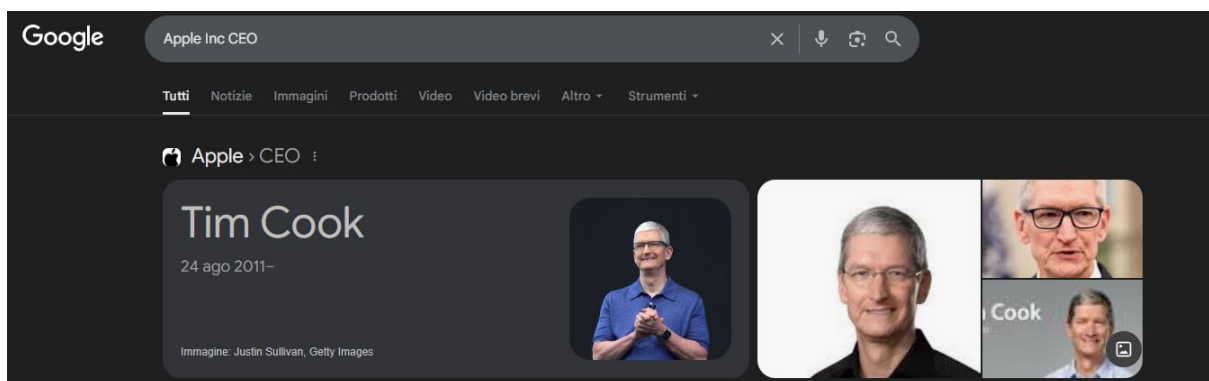 Google
Apple Inc CEO
Tutti Notizie Immagini Prodotti Video Video brevi Altro Strumenti
Apple › CEO
Tim Cook
24 ago 2011–
Immagine: Justin Sullivan, Getty Images
Cook